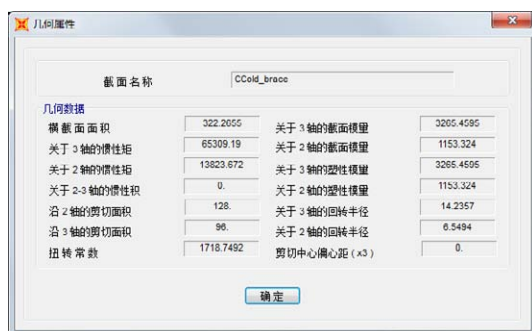 几何属性
截面名称 CCold_brace
几何数据
横截面面积 322.2655 关于 3 轴的截面模量 3265.4595
关于 3 轴的惯性矩 65309.19 关于 2 轴的截面模量 1153.324
关于 2 轴的惯性矩 13823.672 关于 3 轴的塑性模量 3265.4595
关于 2-3 轴的惯性积 0. 关于 2 轴的塑性模量 1153.324
沿 2 轴的剪切面积 128. 关于 3 轴的回转半径 14.2357
沿 3 轴的剪切面积 96. 关于 2 轴的回转半径 6.5494
扭转常数 1718.7492 剪切中心偏心距 (x3) 0.
确定